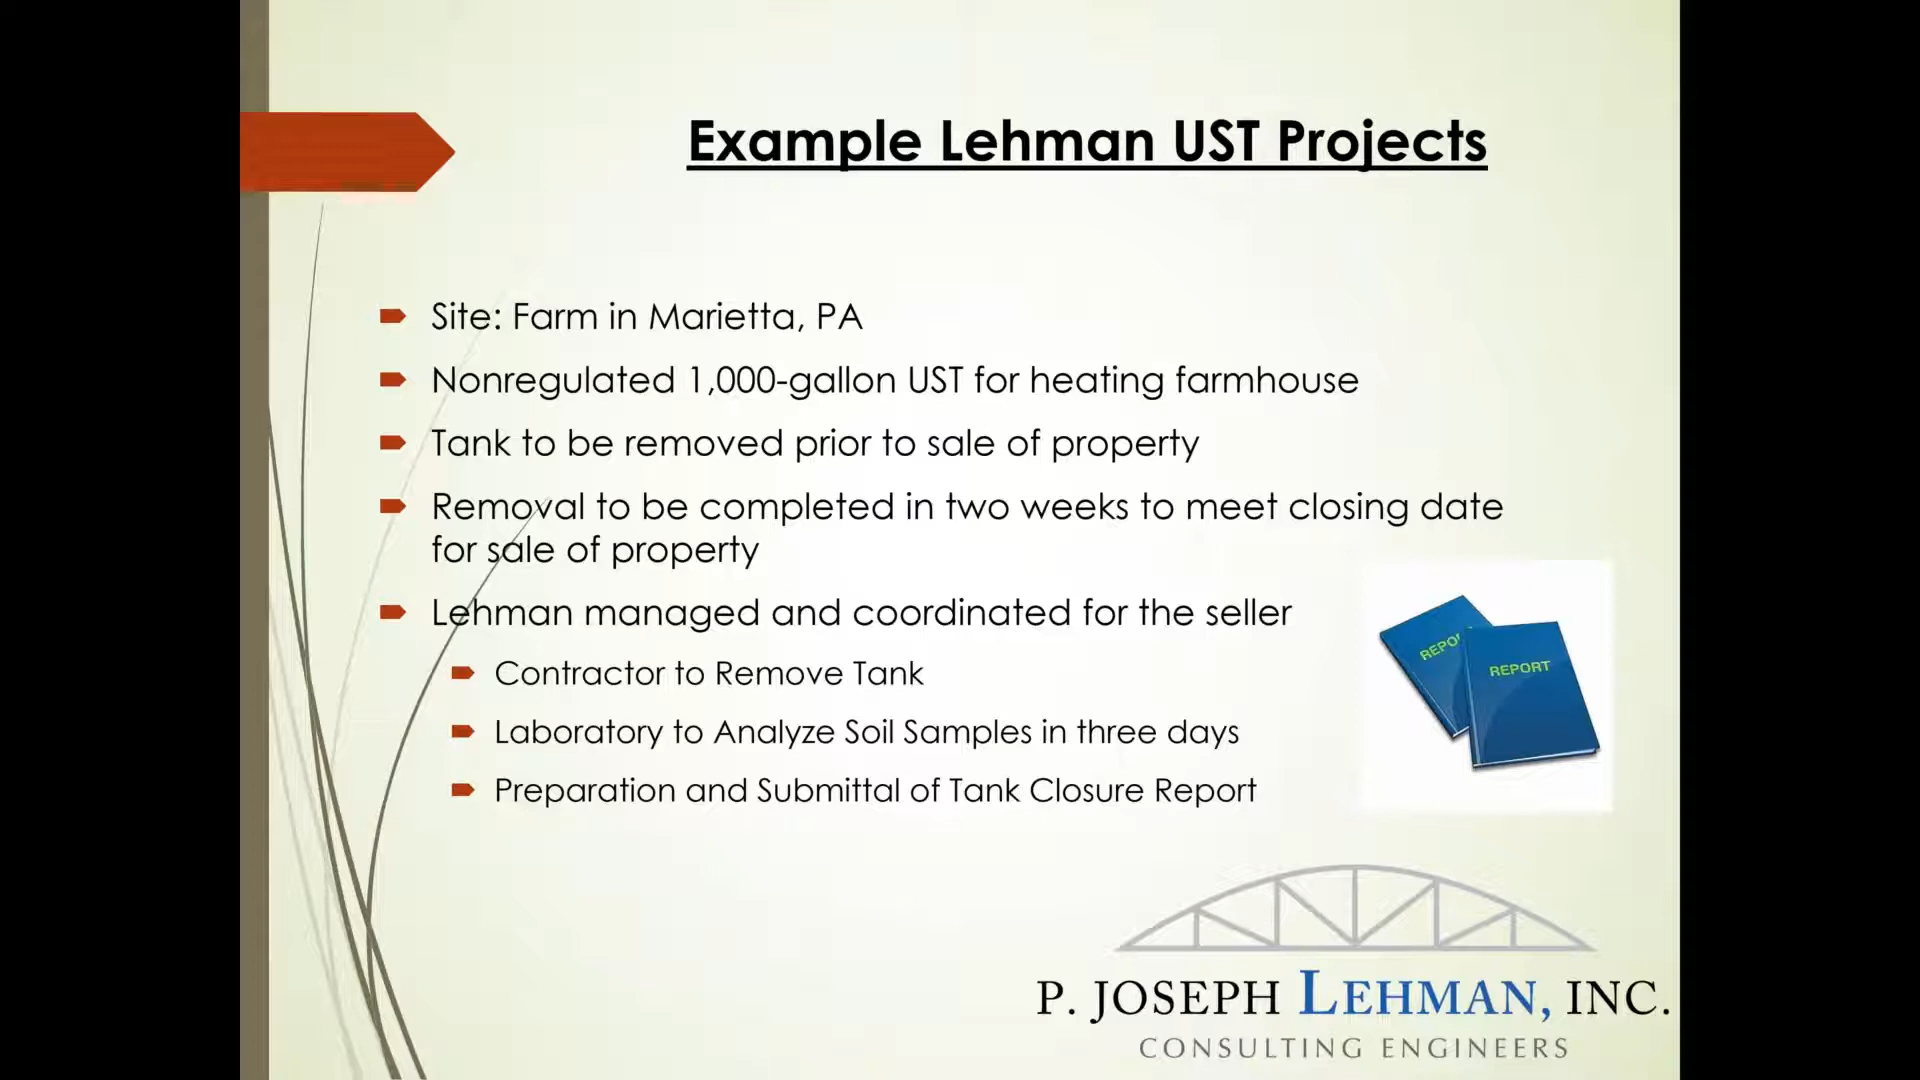 Example Lehman UST Projects
Site: Farm in Marietta, PA
Nonregulated 1,000-gallon UST for heating farmhouse
Tank to be removed prior to sale of property
Removal to be completed in two weeks to meet closing date
for sale of property
Lehman managed and coordinated for the seller
Contractor to Remove Tank
Laboratory to Analyze Soil Samples in three days
Preparation and Submittal of Tank Closure Report
REPO
REPORT
P. JOSEPH LEHMAN, INC.
CONSULTING ENGINEERS